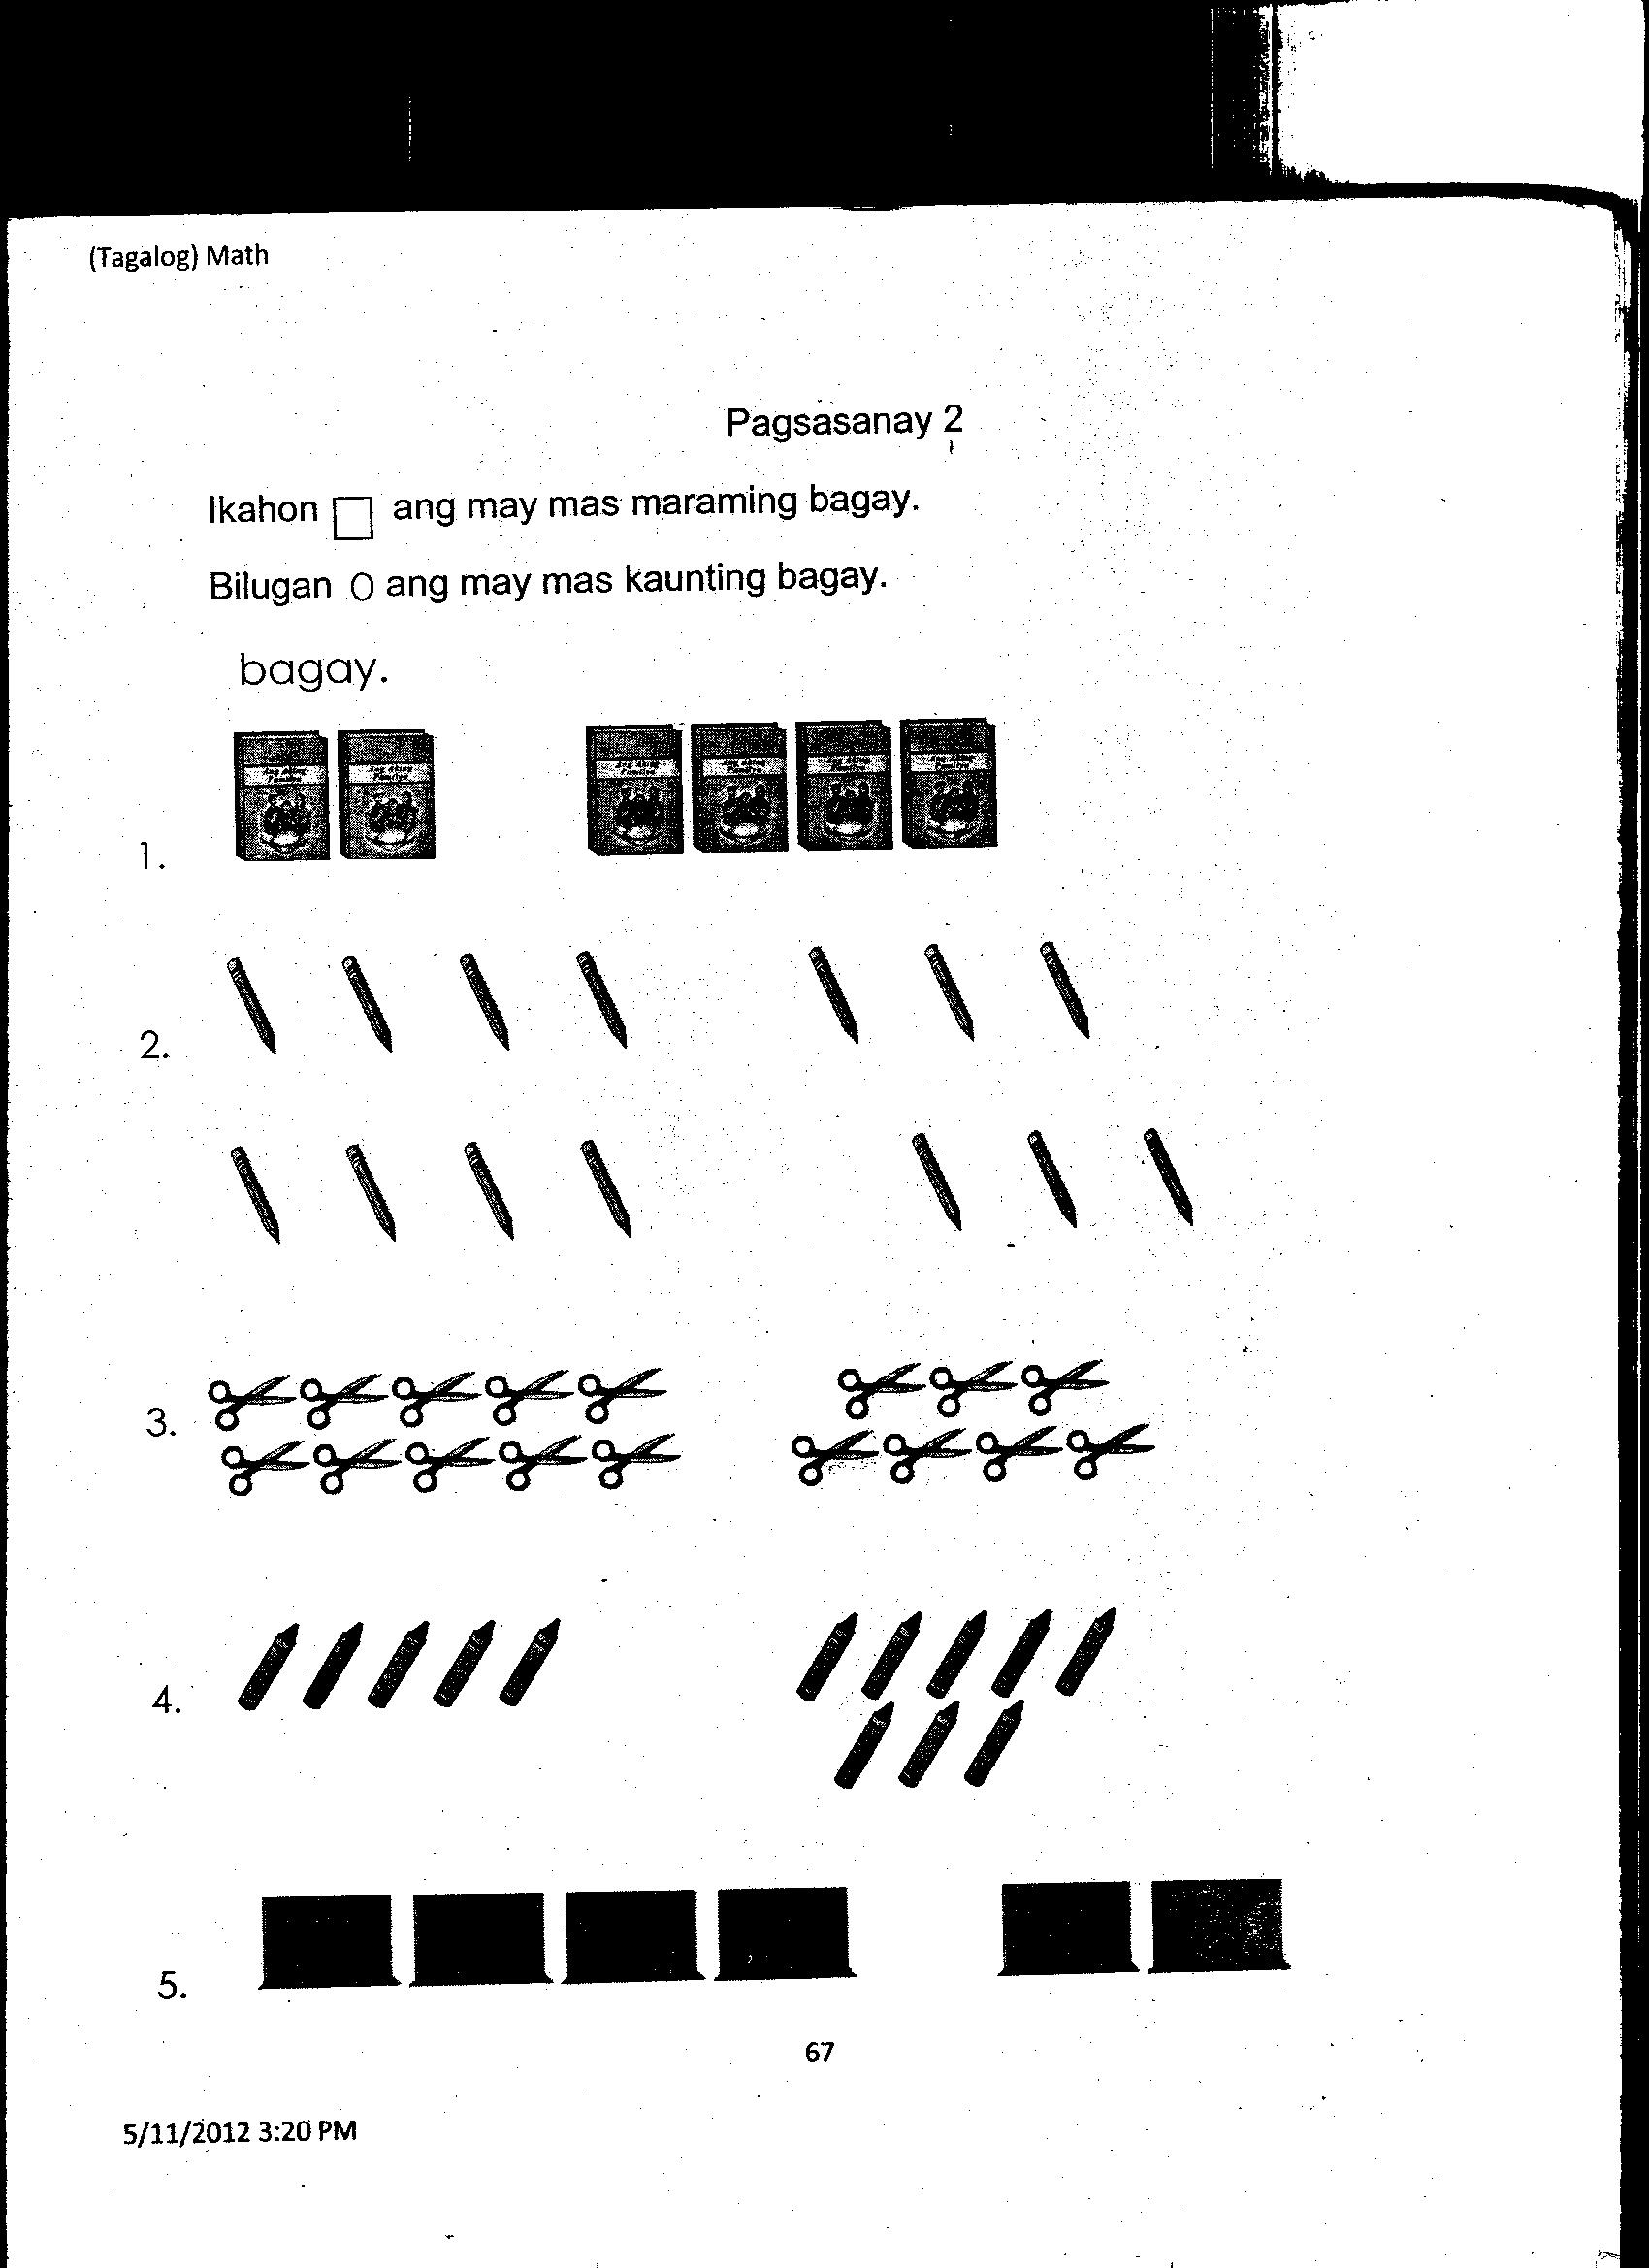 (Tagalog) Math
Pagsasanay 2
Ikahon ang may mas maraming bagay.
Bilugan O ang may mas kaunting bagay.
bagay.
1.
2.
3.
4.
5.
67
5/11/2012 3:20 PM